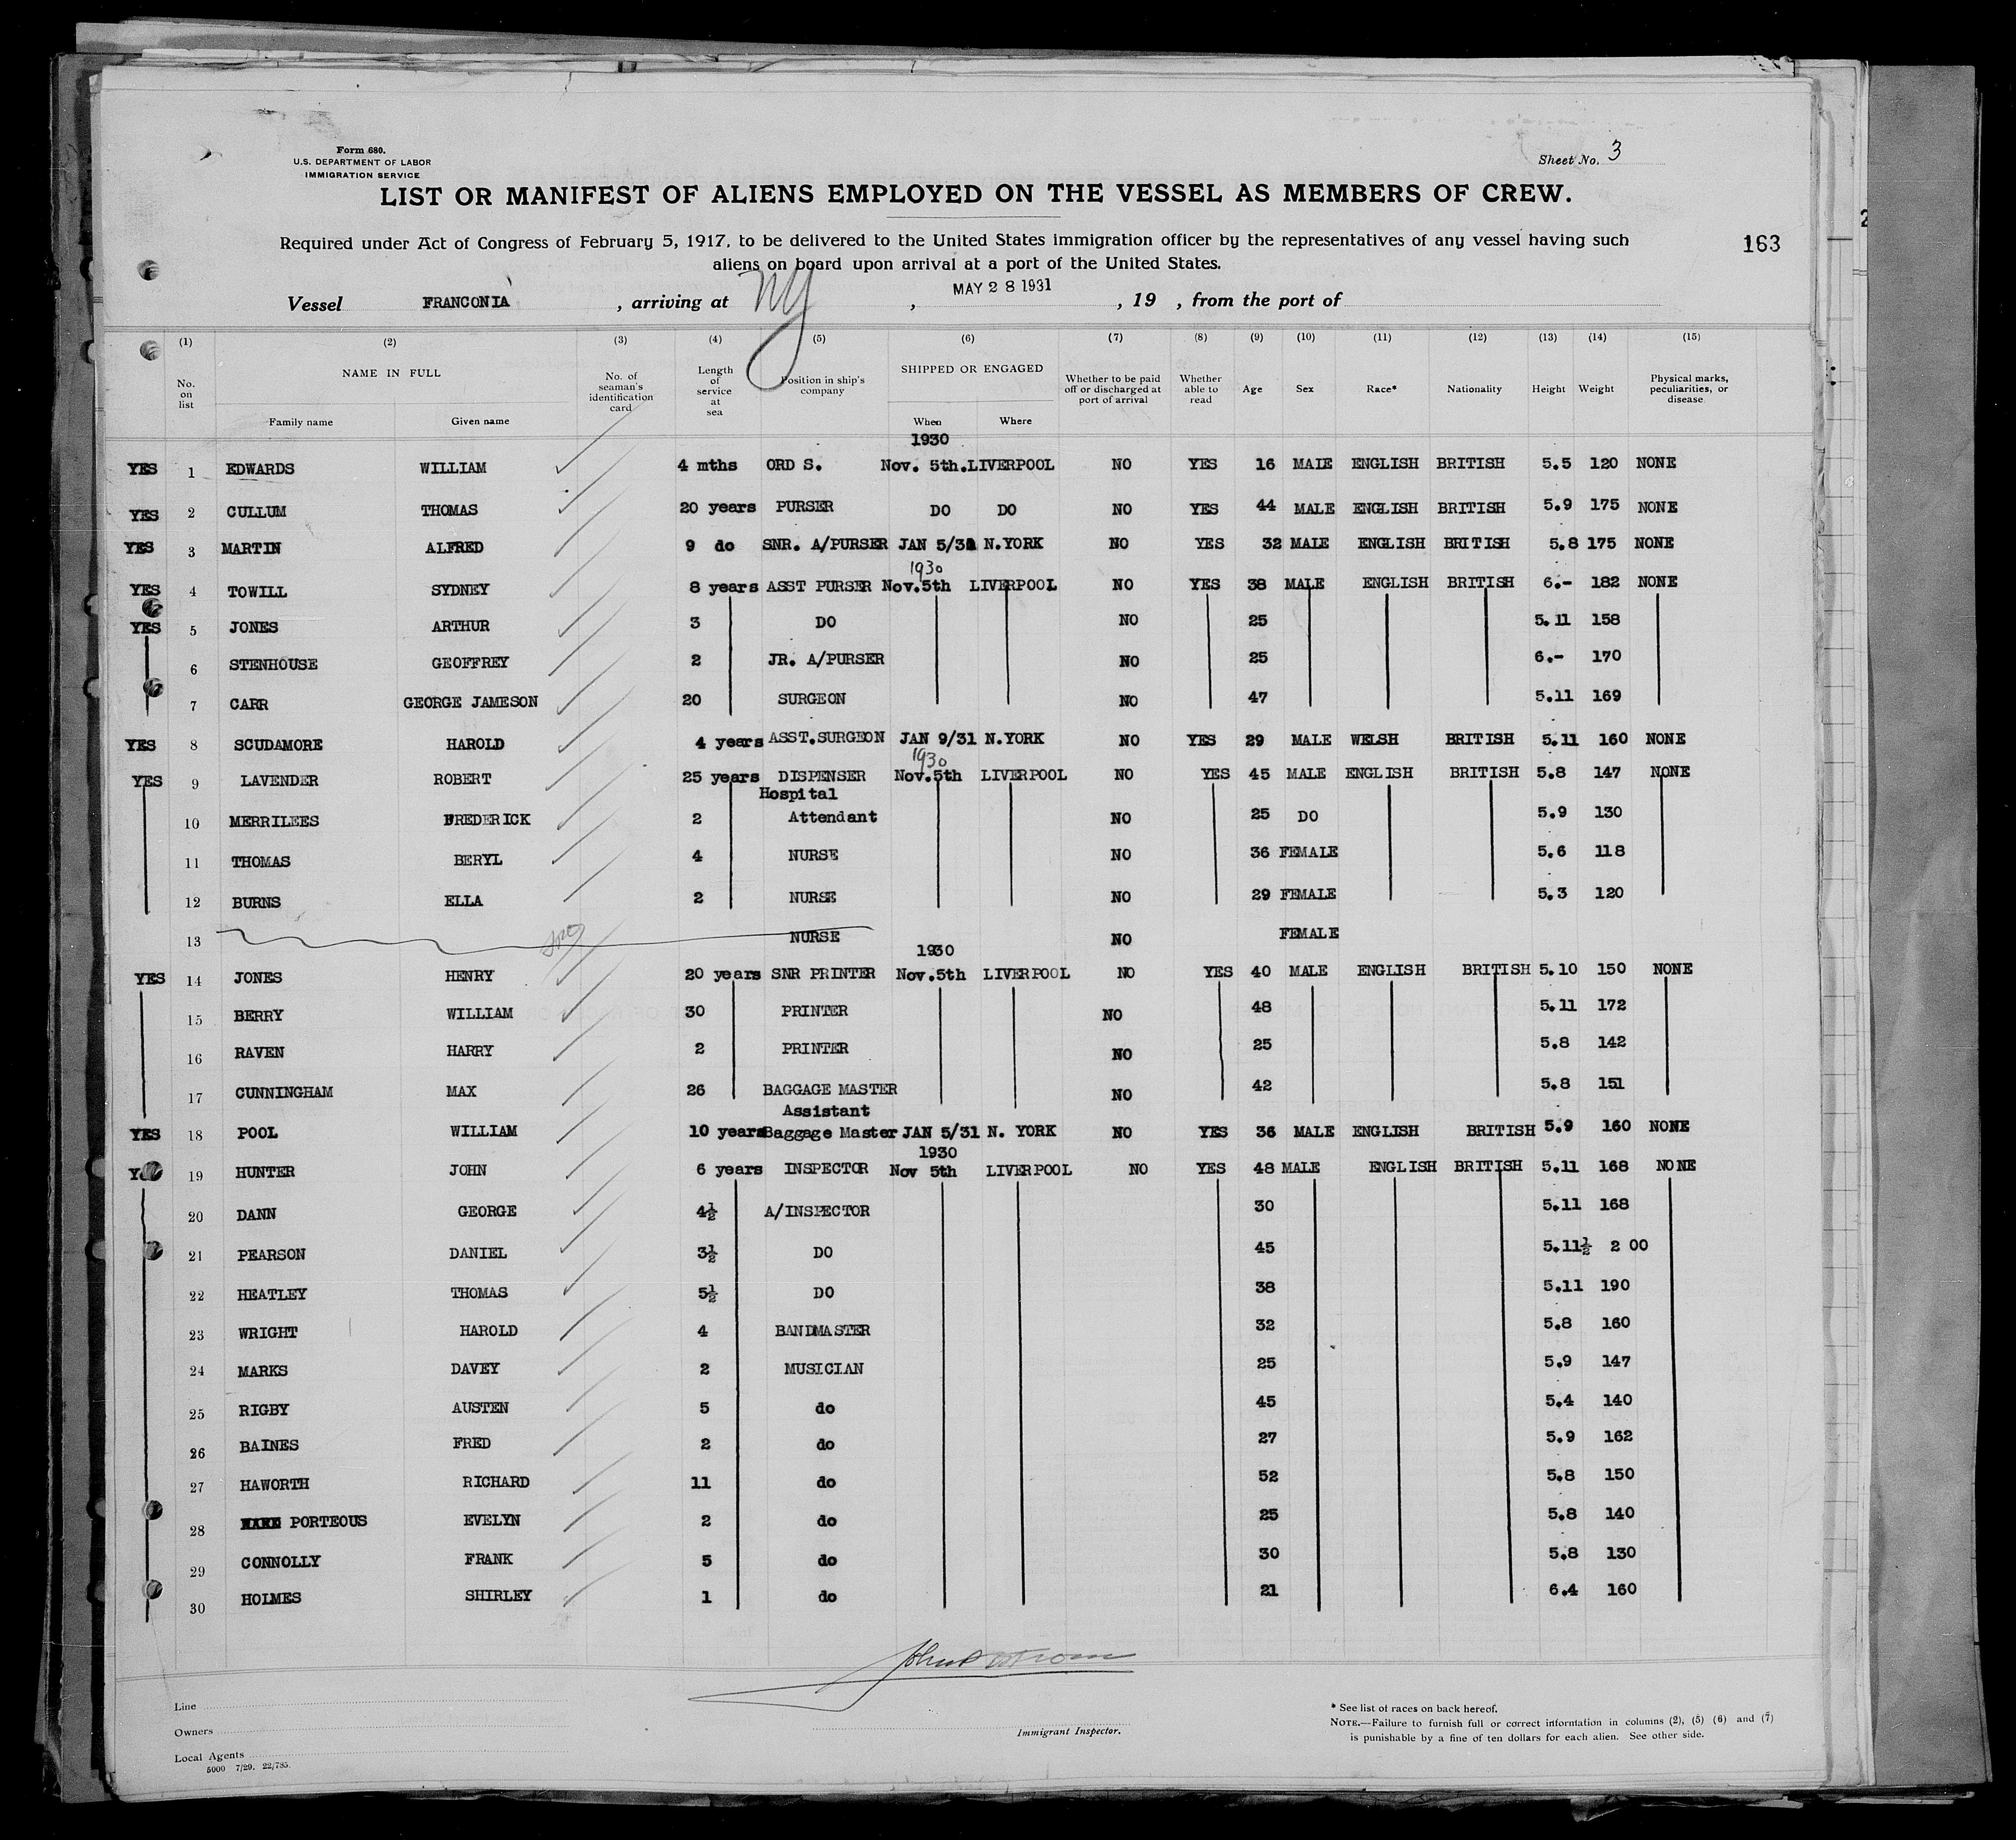 Form 680.
U.S. DEPARTMENT OF LABOR
IMMIGRATION SERVICE
Sheet No. 3
LIST OR MANIFEST OF ALIENS EMPLOYED ON THE VESSEL AS MEMBERS OF CREW.
Required under Act of Congress of February 5, 1917, to be delivered to the United States immigration officer by the representatives of any vessel having such
aliens on board upon arrival at a port of the United States.
163
Vessel FRANCONIA , arriving at NY , MAY 28 1931 , 19 , from the port of
(1) (2) (3) (4) (5) (6) (7) (8) (9) (10) (11) (12) (13) (14) (15)
No. on list NAME IN FULL Family name Given name No. of seaman's identification card Length of service at sea Position in ship's company SHIPPED OR ENGAGED When Where Whether to be paid off or discharged at port of arrival Whether able to read Age Sex Race* Nationality Height Weight Physical marks, peculiarities, or disease
1930
YES 1 EDWARDS WILLIAM 4 mths ORD S. Nov. 5th. LIVERPOOL NO YES 16 MALE ENGLISH BRITISH 5.5 120 NONE
YES 2 CULLUM THOMAS 20 years PURSER DO DO NO YES 44 MALE ENGLISH BRITISH 5.9 175 NONE
YES 3 MARTIN ALFRED 9 do SNR. A/PURSER JAN 5/31 N.YORK NO YES 32 MALE ENGLISH BRITISH 5.8 175 NONE
1930
YES 4 TOWILL SYDNEY 8 years ASST PURSER Nov.5th LIVERPOOL NO YES 38 MALE ENGLISH BRITISH 6.- 182 NONE
YES 5 JONES ARTHUR 3 DO NO 25 5.11 158
6 STENHOUSE GEOFFREY 2 JR. A/PURSER NO 25 6.- 170
7 CARR GEORGE JAMESON 20 SURGEON NO 47 5.11 169
YES 8 SCUDAMORE HAROLD 4 years ASST.SURGEON JAN 9/31 N.YORK NO YES 29 MALE WELSH BRITISH 5.11 160 NONE
1930
YES 9 LAVENDER ROBERT 25 years DISPENSER Nov.5th LIVERPOOL NO YES 45 MALE ENGLISH BRITISH 5.8 147 NONE
Hospital
10 MERRILEES FREDERICK 2 Attendant NO 25 DO 5.9 130
11 THOMAS BERYL 4 NURSE NO 36 FEMALE 5.6 118
12 BURNS ELLA 2 NURSE NO 29 FEMALE 5.3 120
13 NURSE NO FEMALE
1930
YES 14 JONES HENRY 20 years SNR PRINTER Nov.5th LIVERPOOL NO YES 40 MALE ENGLISH BRITISH 5.10 150 NONE
15 BERRY WILLIAM 30 PRINTER NO 48 5.11 172
16 RAVEN HARRY 2 PRINTER NO 25 5.8 142
17 CUNNINGHAM MAX 26 BAGGAGE MASTER NO 42 5.8 151
Assistant
YES 18 POOL WILLIAM 10 years Baggage Master JAN 5/31 N. YORK NO YES 36 MALE ENGLISH BRITISH 5.9 160 NONE
1930
19 HUNTER JOHN 6 years INSPECTOR Nov 5th LIVERPOOL NO YES 48 MALE ENGLISH BRITISH 5.11 168 NONE
20 DANN GEORGE 4½ A/INSPECTOR 30 5.11 168
21 PEARSON DANIEL 3½ DO 45 5.11½ 2 00
22 HEATLEY THOMAS 5½ DO 38 5.11 190
23 WRIGHT HAROLD 4 BANDMASTER 32 5.8 160
24 MARKS DAVEY 2 MUSICIAN 25 5.9 147
25 RIGBY AUSTEN 5 do 45 5.4 140
26 BAINES FRED 2 do 27 5.9 162
27 HAWORTH RICHARD 11 do 52 5.8 150
28 PORTEOUS EVELYN 2 do 25 5.8 140
29 CONNOLLY FRANK 5 do 30 5.8 130
30 HOLMES SHIRLEY 1 do 21 6.4 160
Line
Owners
Local Agents
5000 7/29. 22/785.
Immigrant Inspector.
* See list of races on back hereof.
NOTE.—Failure to furnish full or correct information in columns (2), (5) (6) and (7)
is punishable by a fine of ten dollars for each alien. See other side.